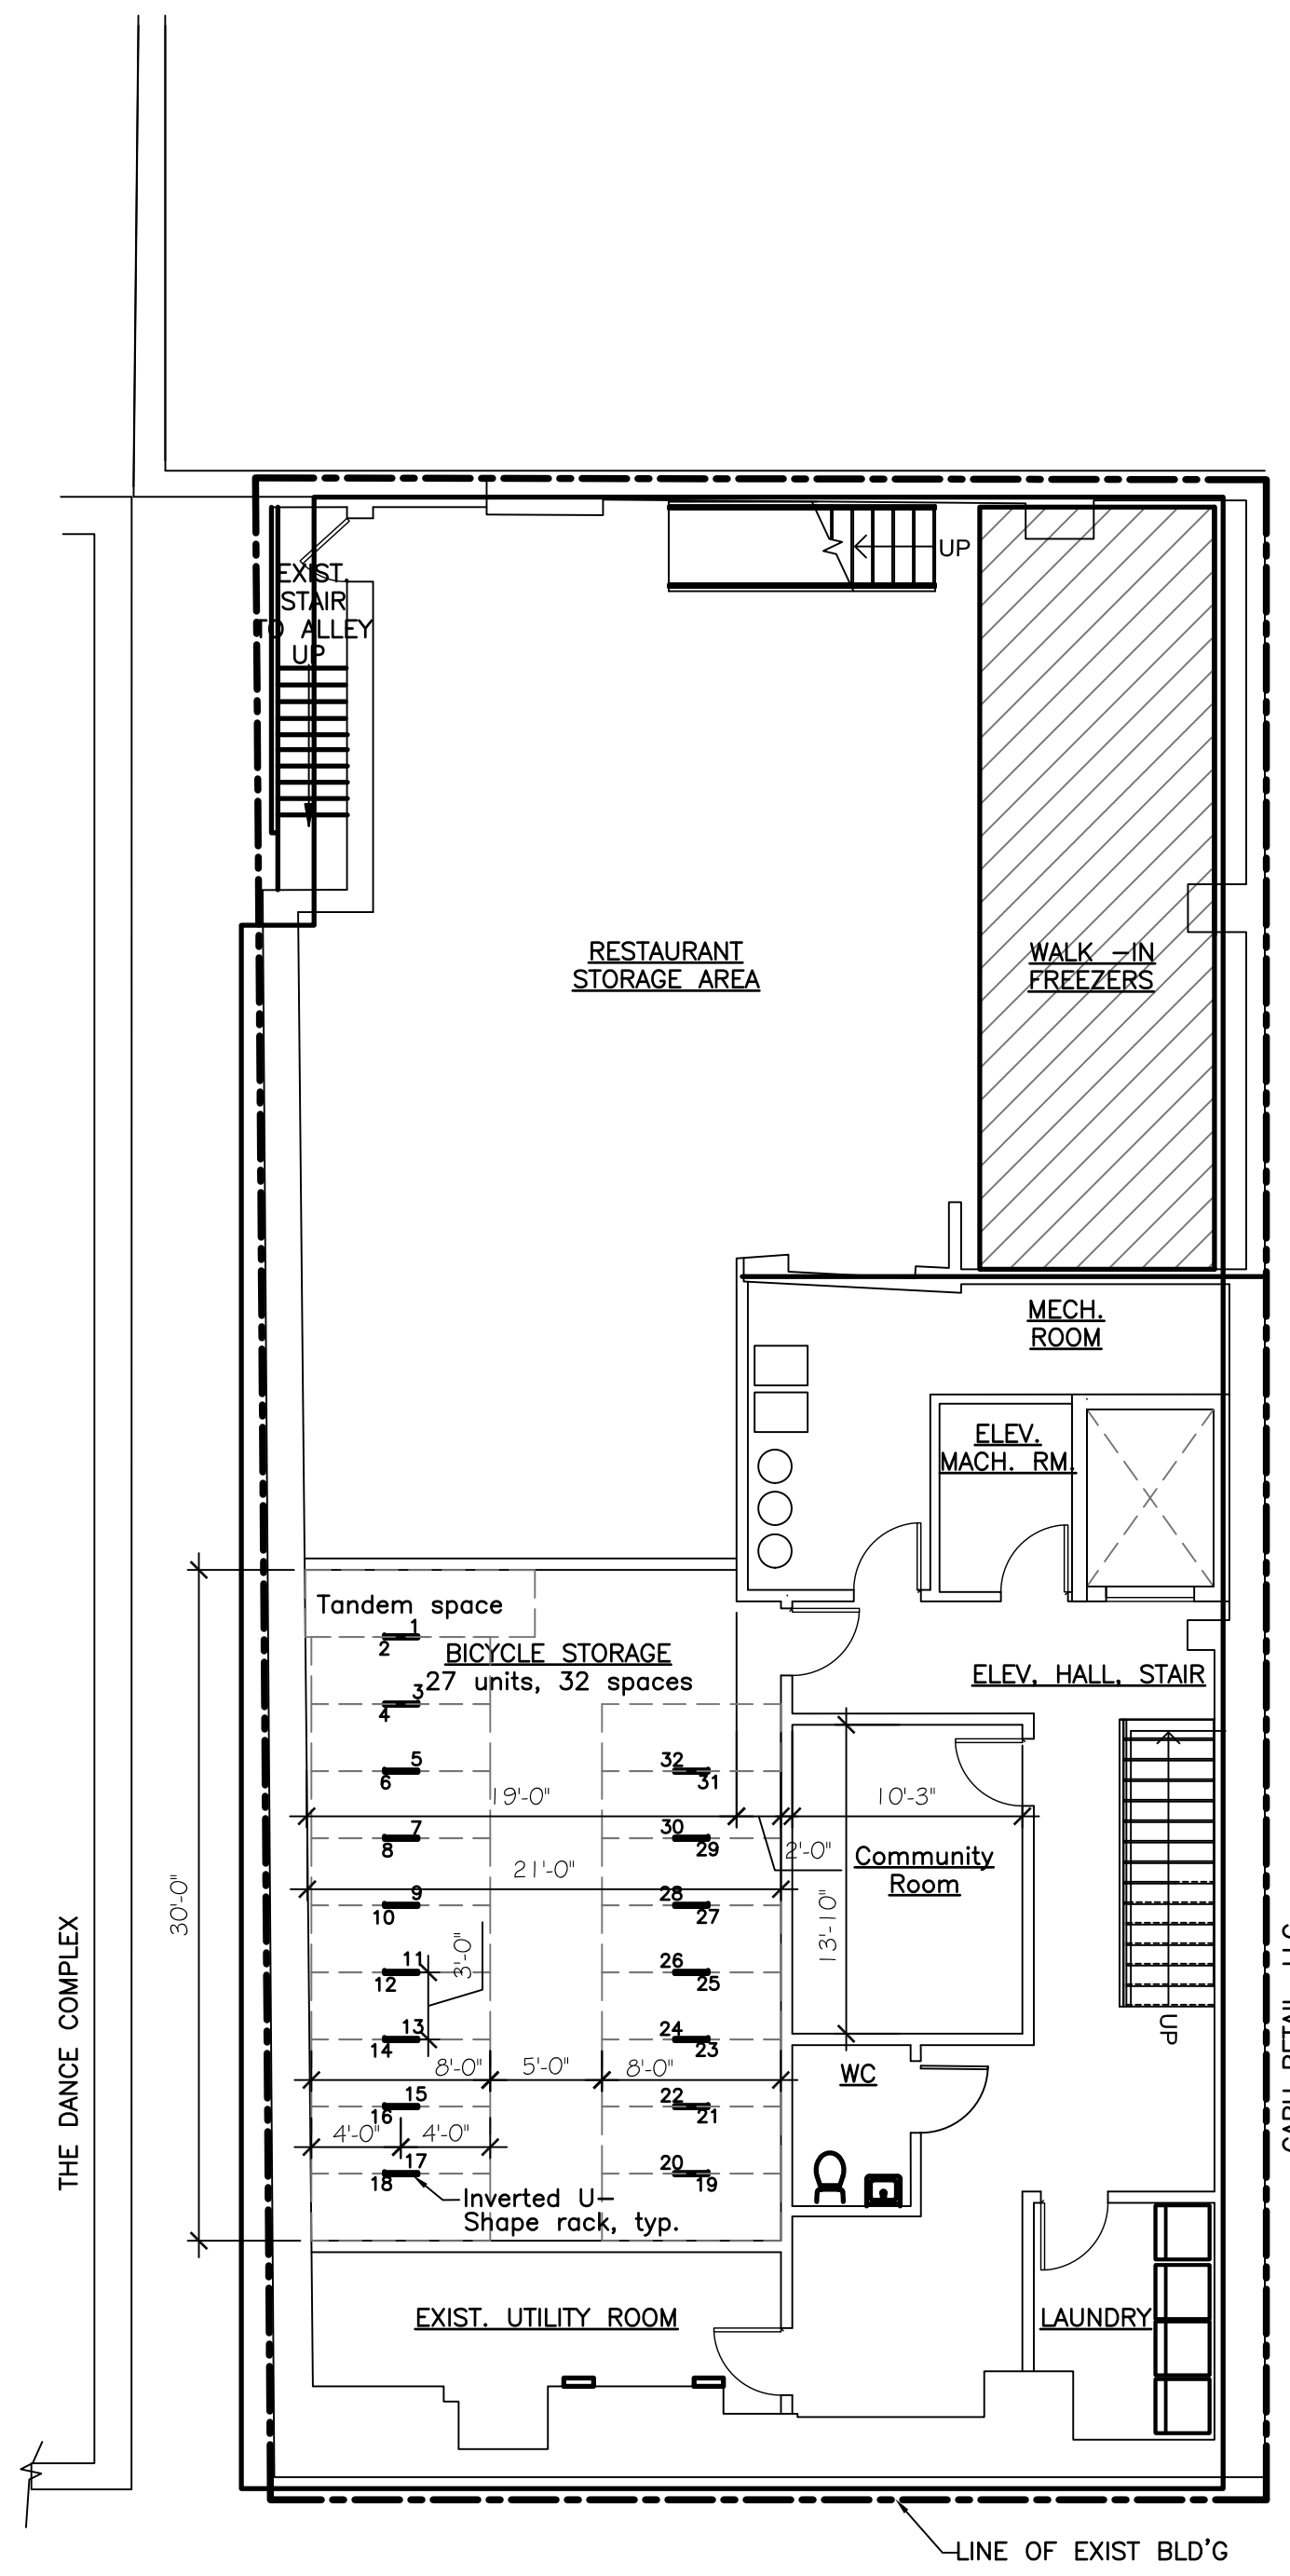 EXIST.
STAIR
TO ALLEY
UP
UP
RESTAURANT
STORAGE AREA
WALK -IN
FREEZERS
MECH.
ROOM
ELEV.
MACH. RM.
Tandem space
1
2
BICYCLE STORAGE
27 units, 32 spaces
ELEV, HALL, STAIR
3
4
5
6
32
31
19'-0"
10'-3"
7
8
30
29
2'-0"
Community
Room
21'-0"
30'-0"
9
10
28
27
13'-10"
11
12
3'-0"
26
25
13
14
24
23
UP
8'-0"
5'-0"
8'-0"
WC
15
16
22
21
4'-0"
4'-0"
17
18
20
19
Inverted U-
Shape rack, typ.
THE DANCE COMPLEX
EXIST. UTILITY ROOM
LAUNDRY
LINE OF EXIST BLD'G